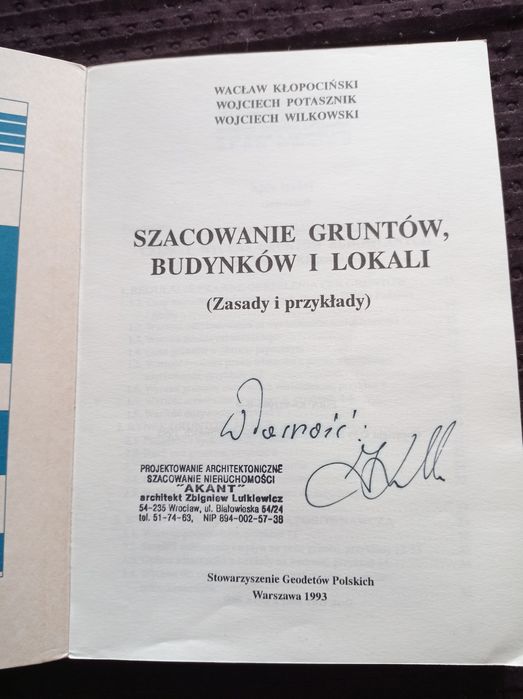 WACŁAW KŁOPOCIŃSKI
WOJCIECH POTASZNIK
WOJCIECH WILKOWSKI
SZACOWANIE GRUNTÓW,
BUDYNKÓW I LOKALI
(Zasady i przykłady)
Własność:
PROJEKTOWANIE ARCHITEKTONICZNE
SZACOWANIE NIERUCHOMOŚCI
"AKANT"
architekt Zbigniew Lutkiewicz
54-235 Wrocław, ul. Białowieska 54/24
tel. 51-74-63, NIP 894-002-57-38
Stowarzyszenie Geodetów Polskich
Warszawa 1993